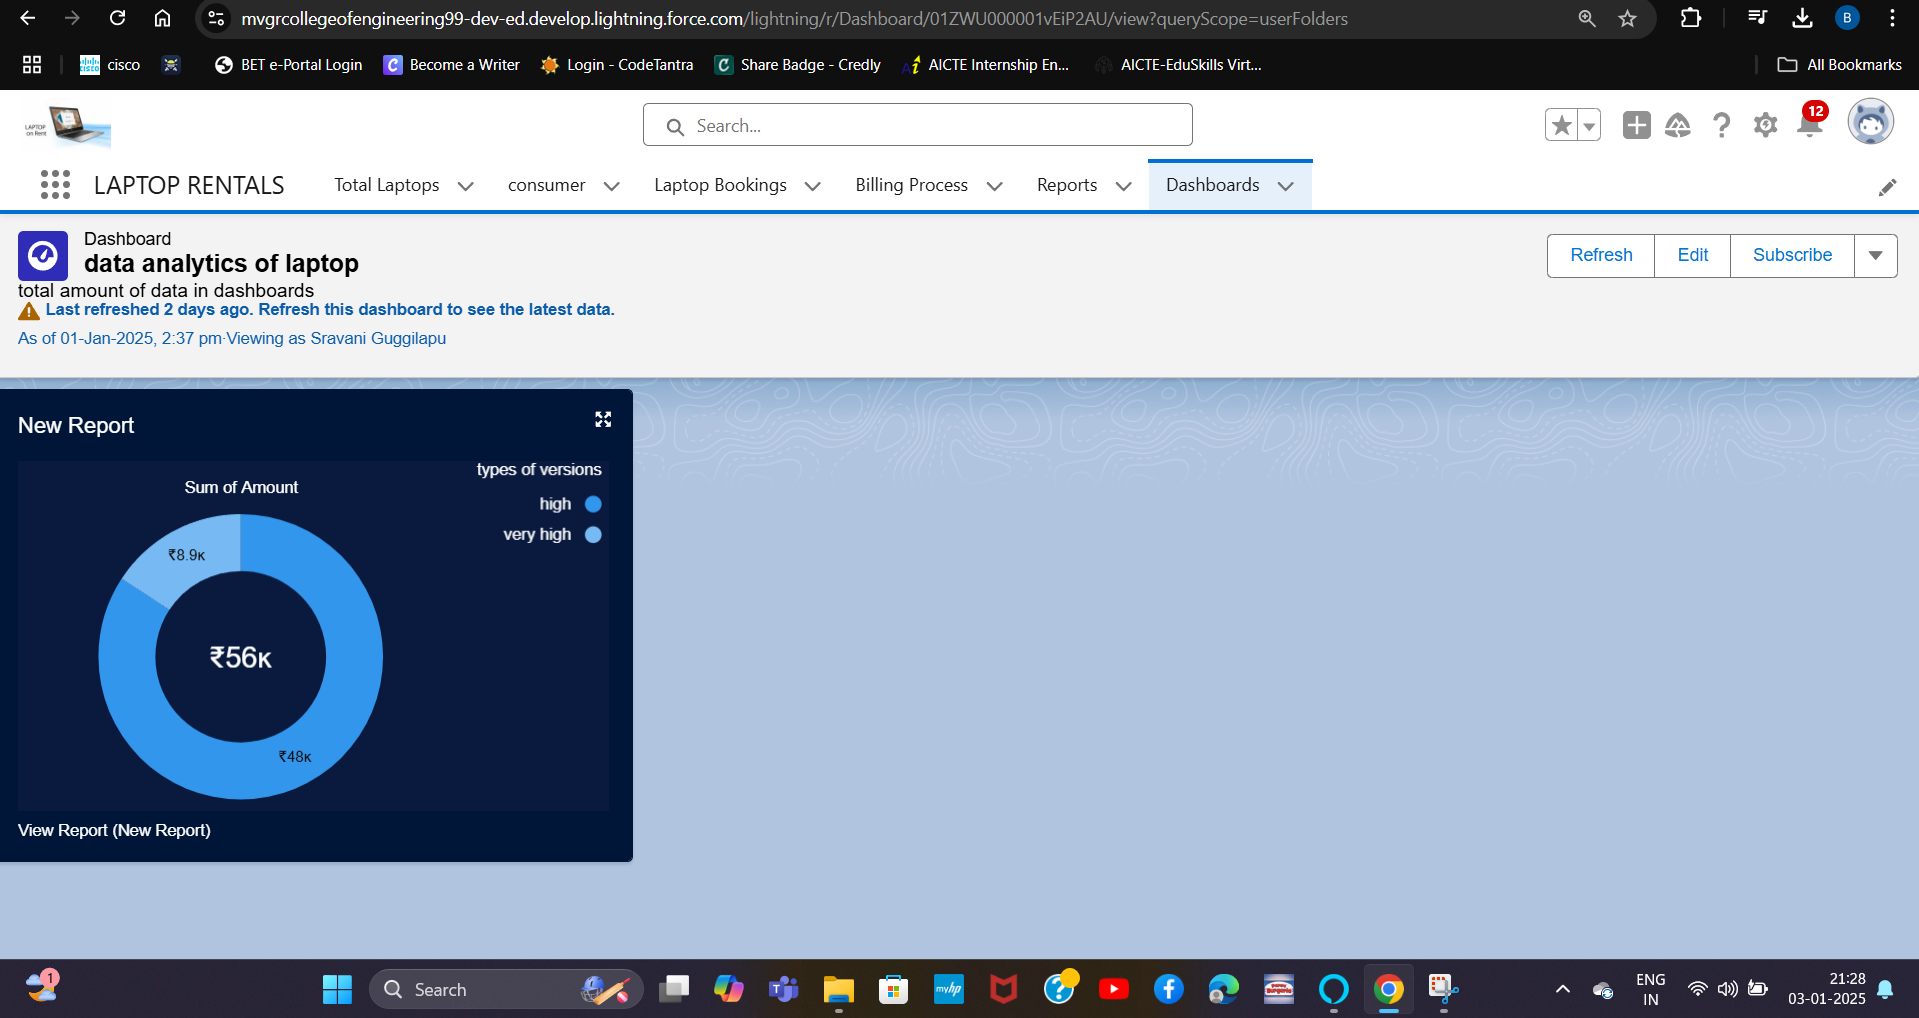 mvgrcollegeofengineering99-dev-ed.develop.lightning.force.com/lightning/r/Dashboard/01ZWU000001vEiP2AU/view?queryScope=userFolders
B
cisco BET e-Portal Login Become a Writer Login - CodeTantra Share Badge - Credly AICTE Internship En... AICTE-EduSkills Virt... All Bookmarks
LAPTOP
on Rent
Search...
12
LAPTOP RENTALS Total Laptops consumer Laptop Bookings Billing Process Reports Dashboards
Dashboard
data analytics of laptop
total amount of data in dashboards
Last refreshed 2 days ago. Refresh this dashboard to see the latest data.
As of 01-Jan-2025, 2:37 pm·Viewing as Sravani Guggilapu
Refresh Edit Subscribe
New Report
types of versions
Sum of Amount
high
very high
₹8.9K
₹56K
₹48K
View Report (New Report)
1
Search
myhp
ENG
IN
21:28
03-01-2025